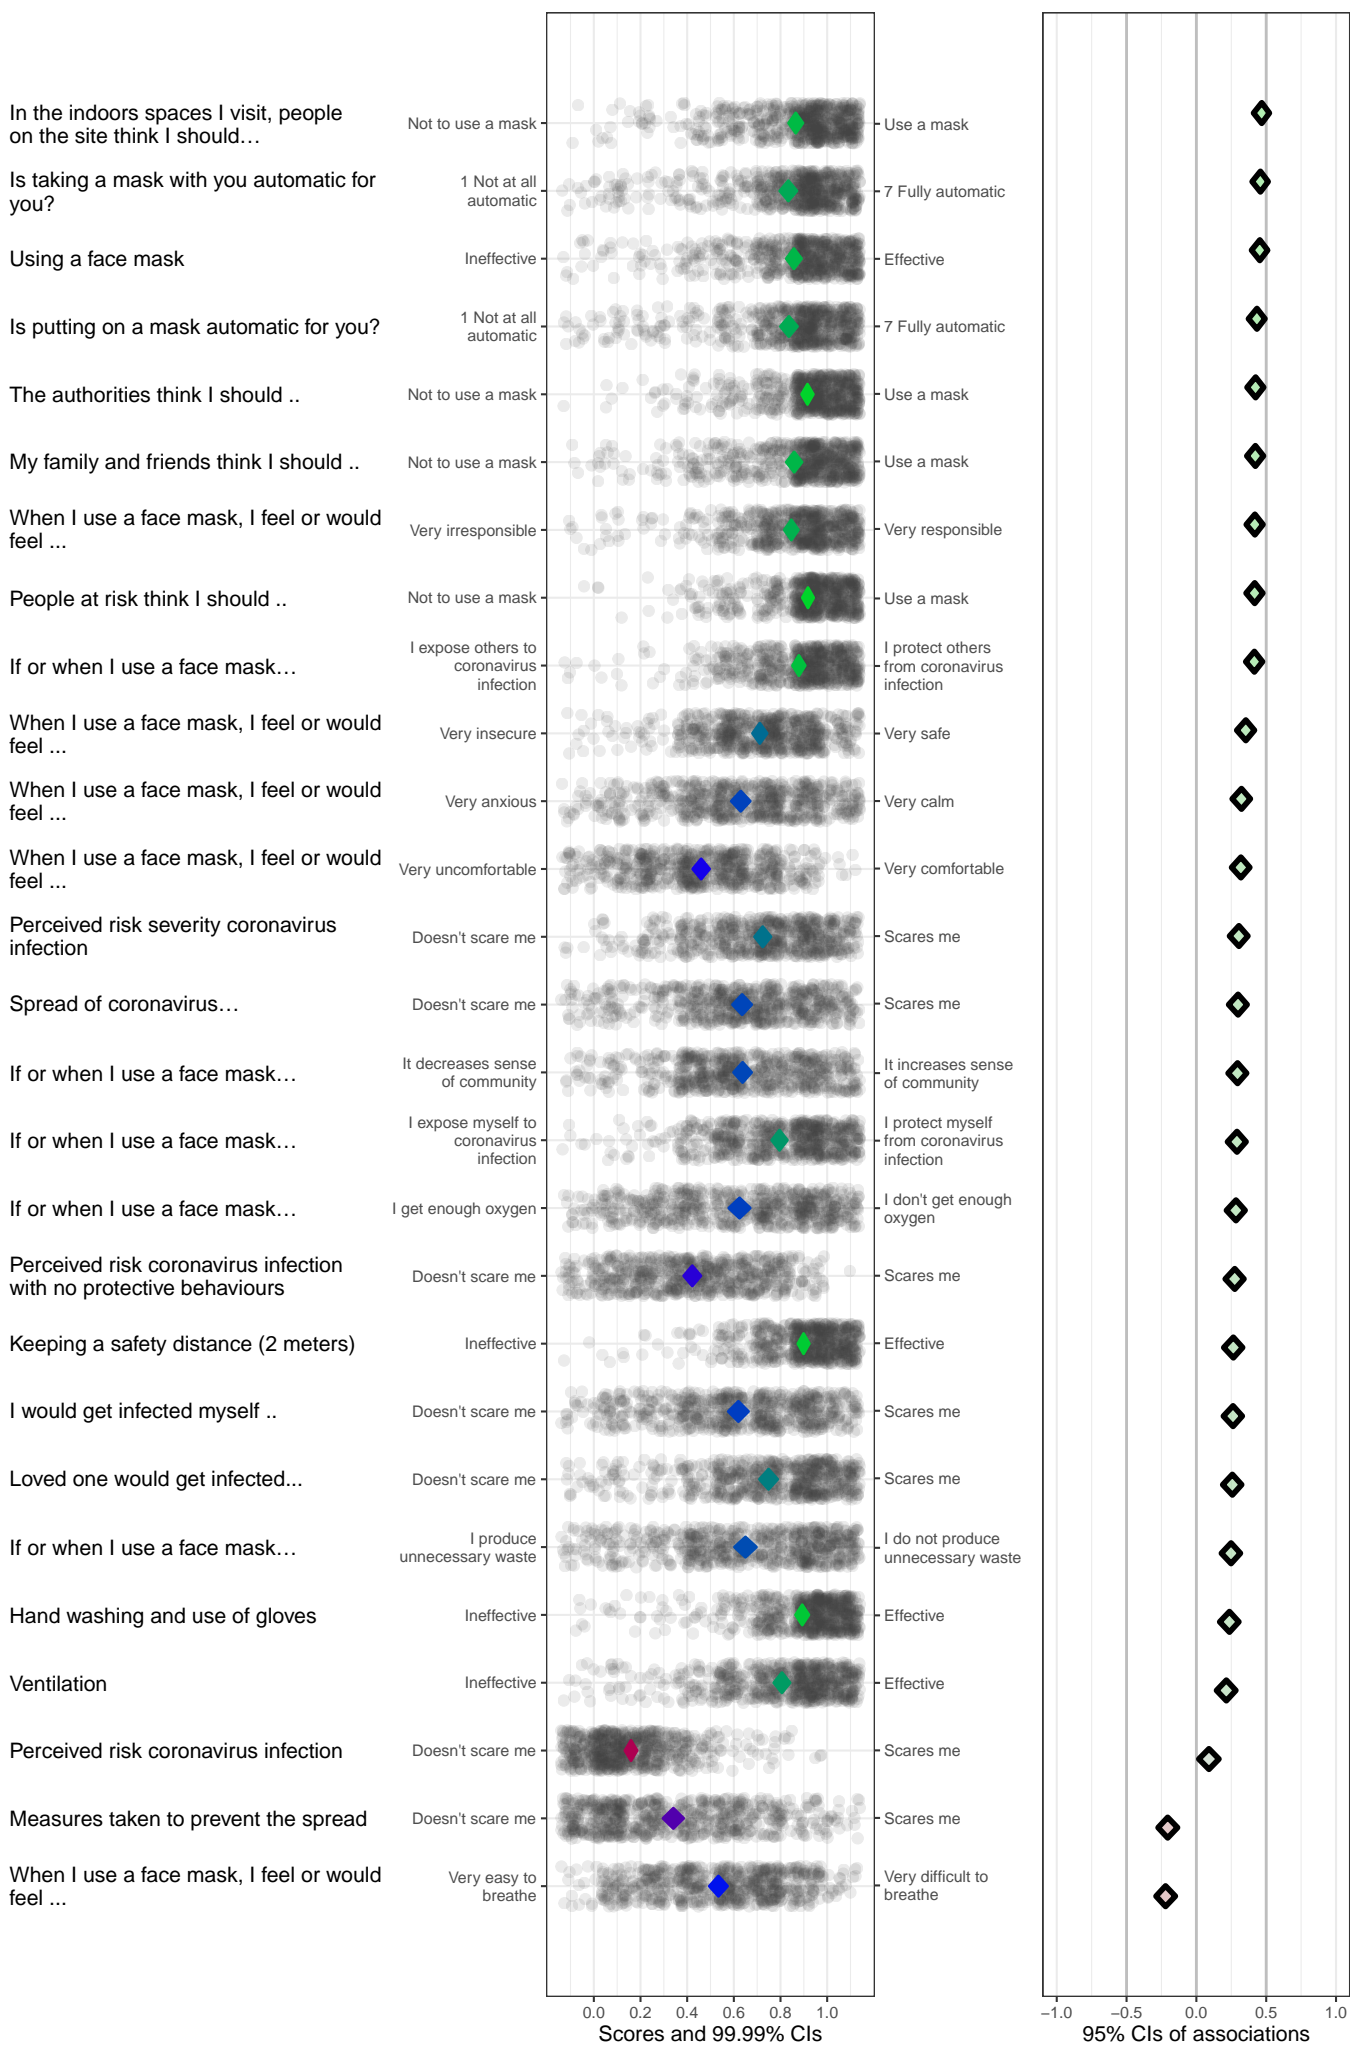 In the indoors spaces I visit, people
on the site think I should…
Not to use a mask
Use a mask
Is taking a mask with you automatic for
you?
1 Not at all
automatic
7 Fully automatic
Using a face mask
Ineffective
Effective
Is putting on a mask automatic for you?
1 Not at all
automatic
7 Fully automatic
The authorities think I should ..
Not to use a mask
Use a mask
My family and friends think I should ..
Not to use a mask
Use a mask
When I use a face mask, I feel or would
feel ...
Very irresponsible
Very responsible
People at risk think I should ..
Not to use a mask
Use a mask
If or when I use a face mask…
I expose others to
coronavirus
infection
I protect others
from coronavirus
infection
When I use a face mask, I feel or would
feel ...
Very insecure
Very safe
When I use a face mask, I feel or would
feel ...
Very anxious
Very calm
When I use a face mask, I feel or would
feel ...
Very uncomfortable
Very comfortable
Perceived risk severity coronavirus
infection
Doesn't scare me
Scares me
Spread of coronavirus…
Doesn't scare me
Scares me
If or when I use a face mask…
It decreases sense
of community
It increases sense
of community
If or when I use a face mask…
I expose myself to
coronavirus
infection
I protect myself
from coronavirus
infection
If or when I use a face mask…
I get enough oxygen
I don't get enough
oxygen
Perceived risk coronavirus infection
with no protective behaviours
Doesn't scare me
Scares me
Keeping a safety distance (2 meters)
Ineffective
Effective
I would get infected myself ..
Doesn't scare me
Scares me
Loved one would get infected...
Doesn't scare me
Scares me
If or when I use a face mask…
I produce
unnecessary waste
I do not produce
unnecessary waste
Hand washing and use of gloves
Ineffective
Effective
Ventilation
Ineffective
Effective
Perceived risk coronavirus infection
Doesn't scare me
Scares me
Measures taken to prevent the spread
Doesn't scare me
Scares me
When I use a face mask, I feel or would
feel ...
Very easy to
breathe
Very difficult to
breathe
0.0 0.2 0.4 0.6 0.8 1.0
Scores and 99.99% CIs
−1.0 −0.5 0.0 0.5 1.0
95% CIs of associations